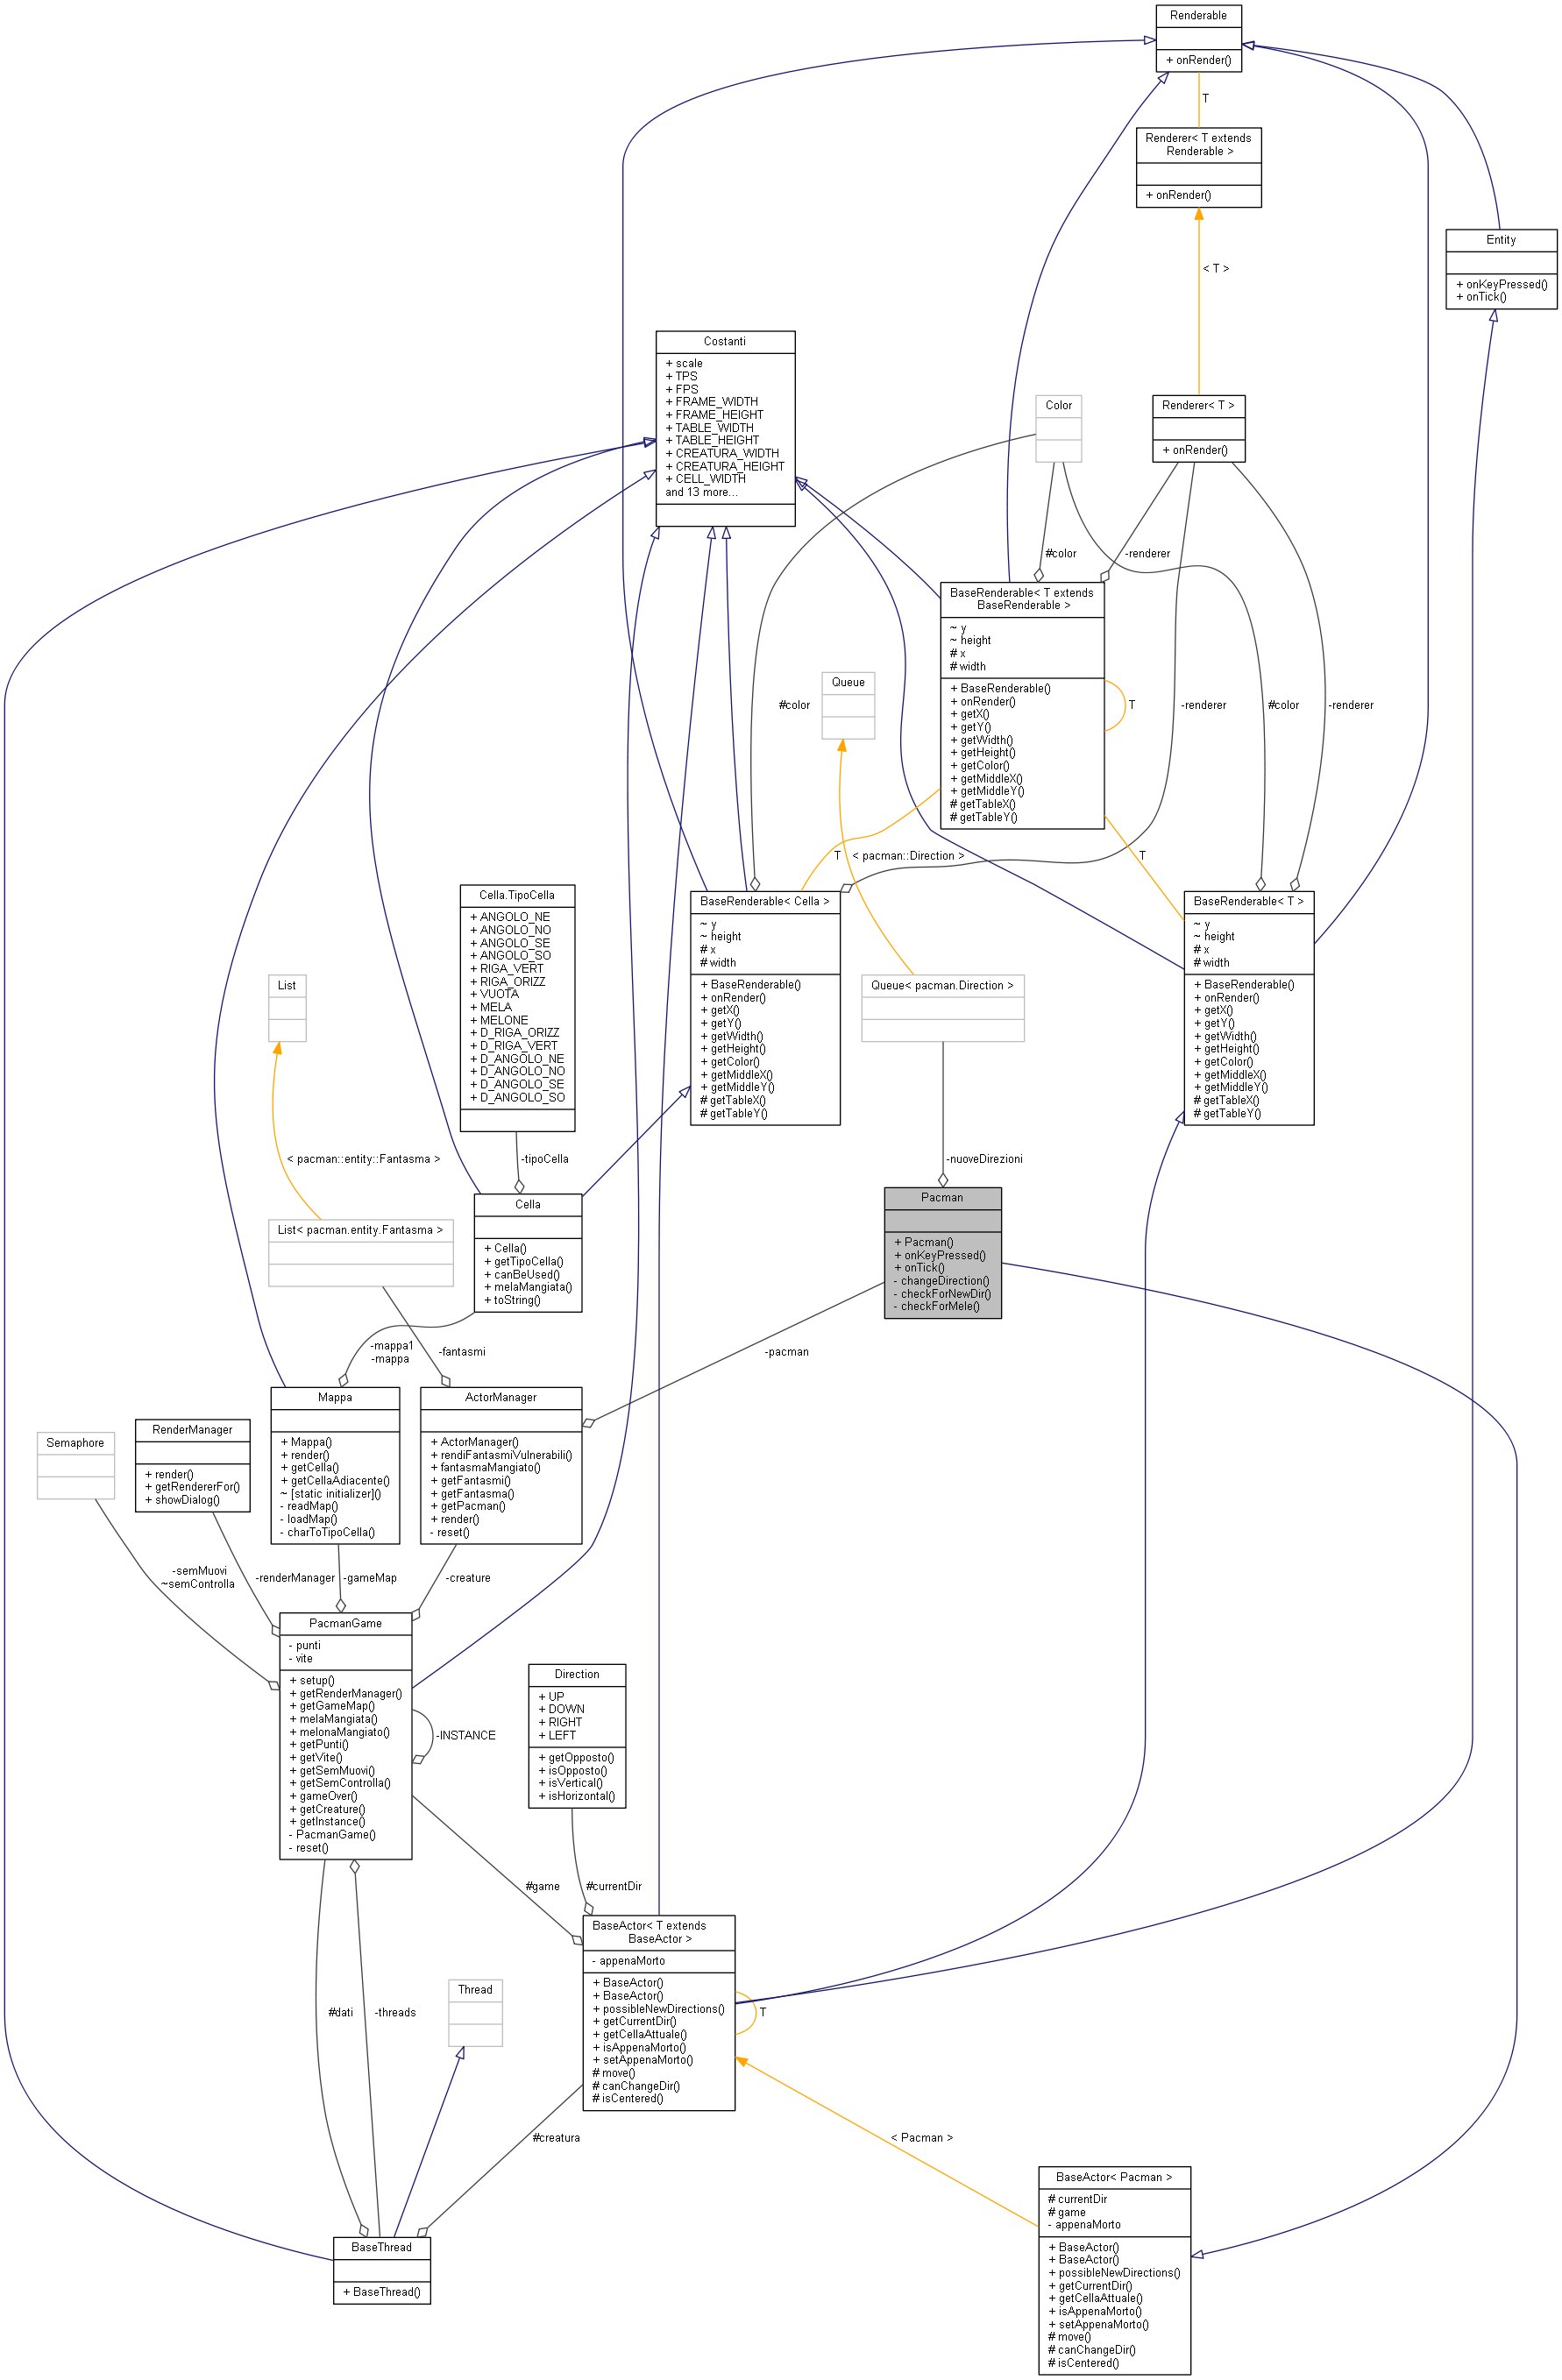 Renderable
+ onRender()
T
Renderer< T extends
Renderable >
+ onRender()
< T >
Entity
+ onKeyPressed()
+ onTick()
Costanti
+ scale
+ TPS
+ FPS
+ FRAME_WIDTH
+ FRAME_HEIGHT
+ TABLE_WIDTH
+ TABLE_HEIGHT
+ CREATURA_WIDTH
+ CREATURA_HEIGHT
+ CELL_WIDTH
and 13 more...
Color
Renderer< T >
+ onRender()
#color
-renderer
BaseRenderable< T extends
BaseRenderable >
~ y
~ height
# x
# width
+ BaseRenderable()
+ onRender()
+ getX()
+ getY()
+ getWidth()
+ getHeight()
+ getColor()
+ getMiddleX()
+ getMiddleY()
# getTableX()
# getTableY()
T
Queue
#color
-renderer
#color
-renderer
T
< pacman::Direction >
T
Cella.TipoCella
+ ANGOLO_NE
+ ANGOLO_NO
+ ANGOLO_SE
+ ANGOLO_SO
+ RIGA_VERT
+ RIGA_ORIZZ
+ VUOTA
+ MELA
+ MELONE
+ D_RIGA_ORIZZ
+ D_RIGA_VERT
+ D_ANGOLO_NE
+ D_ANGOLO_NO
+ D_ANGOLO_SE
+ D_ANGOLO_SO
BaseRenderable< Cella >
~ y
~ height
# x
# width
+ BaseRenderable()
+ onRender()
+ getX()
+ getY()
+ getWidth()
+ getHeight()
+ getColor()
+ getMiddleX()
+ getMiddleY()
# getTableX()
# getTableY()
BaseRenderable< T >
~ y
~ height
# x
# width
+ BaseRenderable()
+ onRender()
+ getX()
+ getY()
+ getWidth()
+ getHeight()
+ getColor()
+ getMiddleX()
+ getMiddleY()
# getTableX()
# getTableY()
List
Queue< pacman.Direction >
< pacman::entity::Fantasma >
-tipoCella
-nuoveDirezioni
List< pacman.entity.Fantasma >
Cella
+ Cella()
+ getTipoCella()
+ canBeUsed()
+ melaMangiata()
+ toString()
Pacman
+ Pacman()
+ onKeyPressed()
+ onTick()
- changeDirection()
- checkForNewDir()
- checkForMele()
-mappa1
-mappa
-fantasmi
-pacman
Semaphore
RenderManager
+ render()
+ getRendererFor()
+ showDialog()
Mappa
+ Mappa()
+ render()
+ getCella()
+ getCellaAdiacente()
~ [static initializer]()
- readMap()
- loadMap()
- charToTipoCella()
ActorManager
+ ActorManager()
+ rendiFantasmiVulnerabili()
+ fantasmaMangiato()
+ getFantasmi()
+ getFantasma()
+ getPacman()
+ render()
- reset()
-semMuovi
~semControlla
-renderManager
-gameMap
-creature
PacmanGame
- punti
- vite
+ setup()
+ getRenderManager()
+ getGameMap()
+ melaMangiata()
+ melonaMangiato()
+ getPunti()
+ getVite()
+ getSemMuovi()
+ getSemControlla()
+ gameOver()
+ getCreature()
+ getInstance()
- PacmanGame()
- reset()
-INSTANCE
Direction
+ UP
+ DOWN
+ RIGHT
+ LEFT
+ getOpposto()
+ isOpposto()
+ isVertical()
+ isHorizontal()
#game
#currentDir
BaseActor< T extends
BaseActor >
- appenaMorto
+ BaseActor()
+ BaseActor()
+ possibleNewDirections()
+ getCurrentDir()
+ getCellaAttuale()
+ isAppenaMorto()
+ setAppenaMorto()
# move()
# canChangeDir()
# isCentered()
T
Thread
#dati
-threads
#creatura
< Pacman >
BaseThread
+ BaseThread()
BaseActor< Pacman >
# currentDir
# game
- appenaMorto
+ BaseActor()
+ BaseActor()
+ possibleNewDirections()
+ getCurrentDir()
+ getCellaAttuale()
+ isAppenaMorto()
+ setAppenaMorto()
# move()
# canChangeDir()
# isCentered()